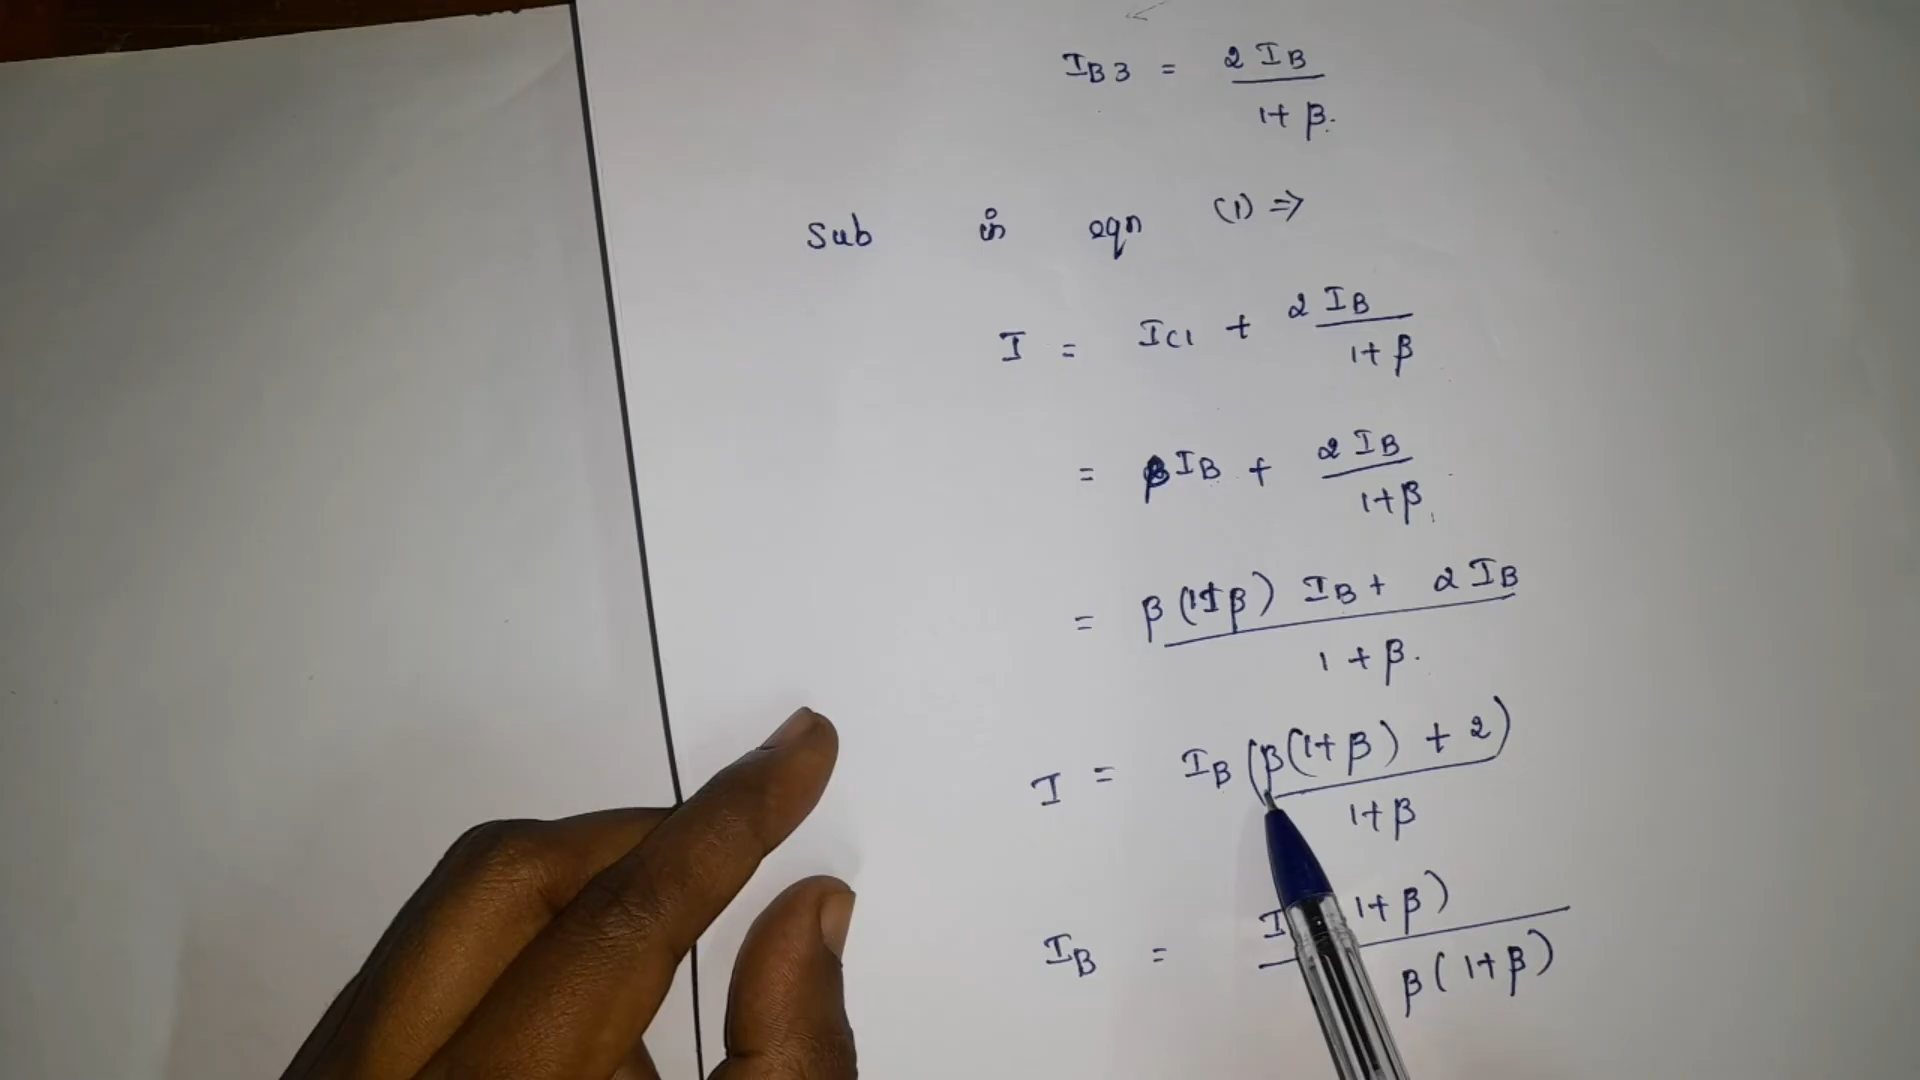 IB3 = 2 IB / 1+ β.
Sub in eqn (1) ⇒
I = IC1 + 2 IB / 1+ β
= βIB + 2 IB / 1+β
= β(1+β) IB + 2 IB / 1 + β.
I = IB (β(1+ β) + 2) / 1+ β
IB = I 1+ β) / β(1+β)